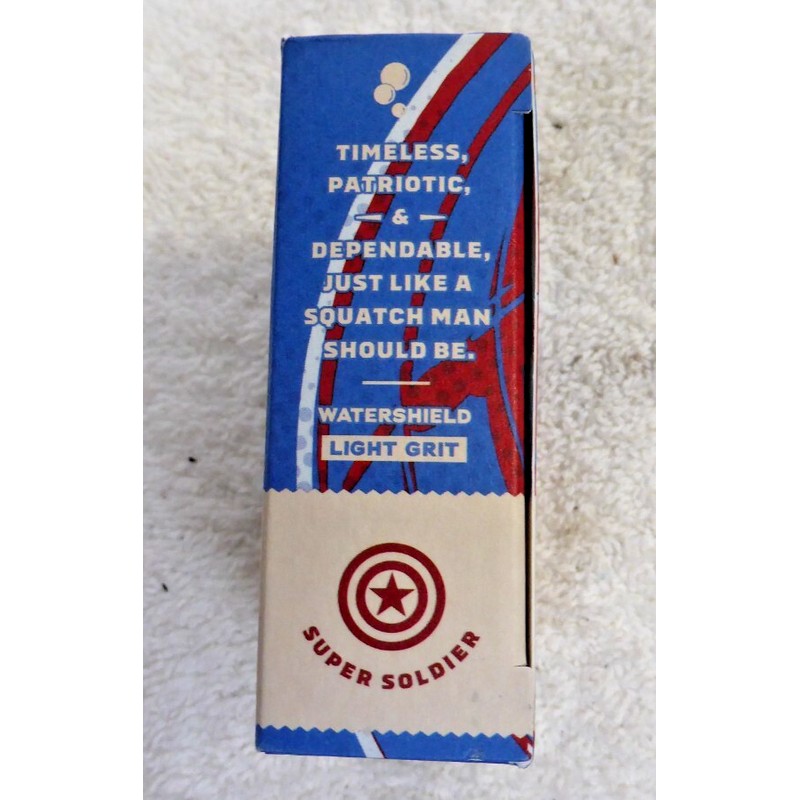 TIMELESS,
PATRIOTIC,
&
DEPENDABLE,
JUST LIKE A
SQUATCH MAN
SHOULD BE.
WATERSHIELD
LIGHT GRIT
SUPER SOLDIER